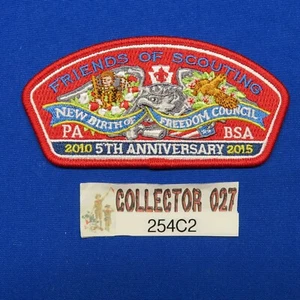 FRIENDS OF SCOUTING
NEW BIRTH OF FREEDOM COUNCIL
PA BSA
2010 5TH ANNIVERSARY 2015
COLLECTOR 027
254C2